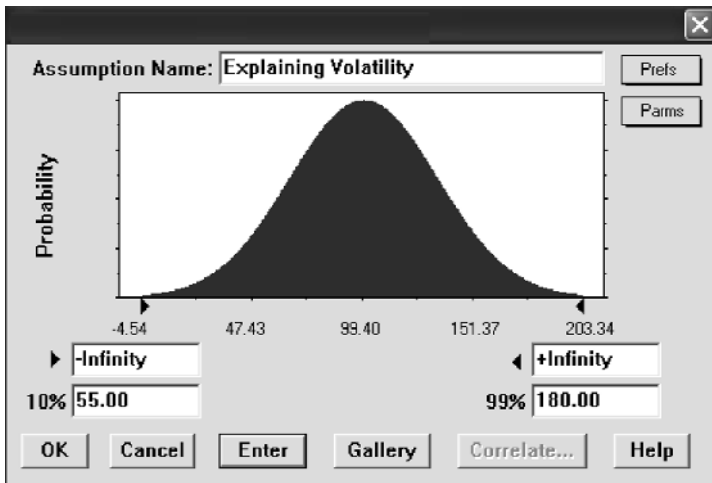 Assumption Name: Explaining Volatility
Prefs
Parms
Probability
-4.54 47.43 99.40 151.37 203.34
-Infinity +Infinity
10% 55.00 99% 180.00
OK Cancel Enter Gallery Correlate... Help